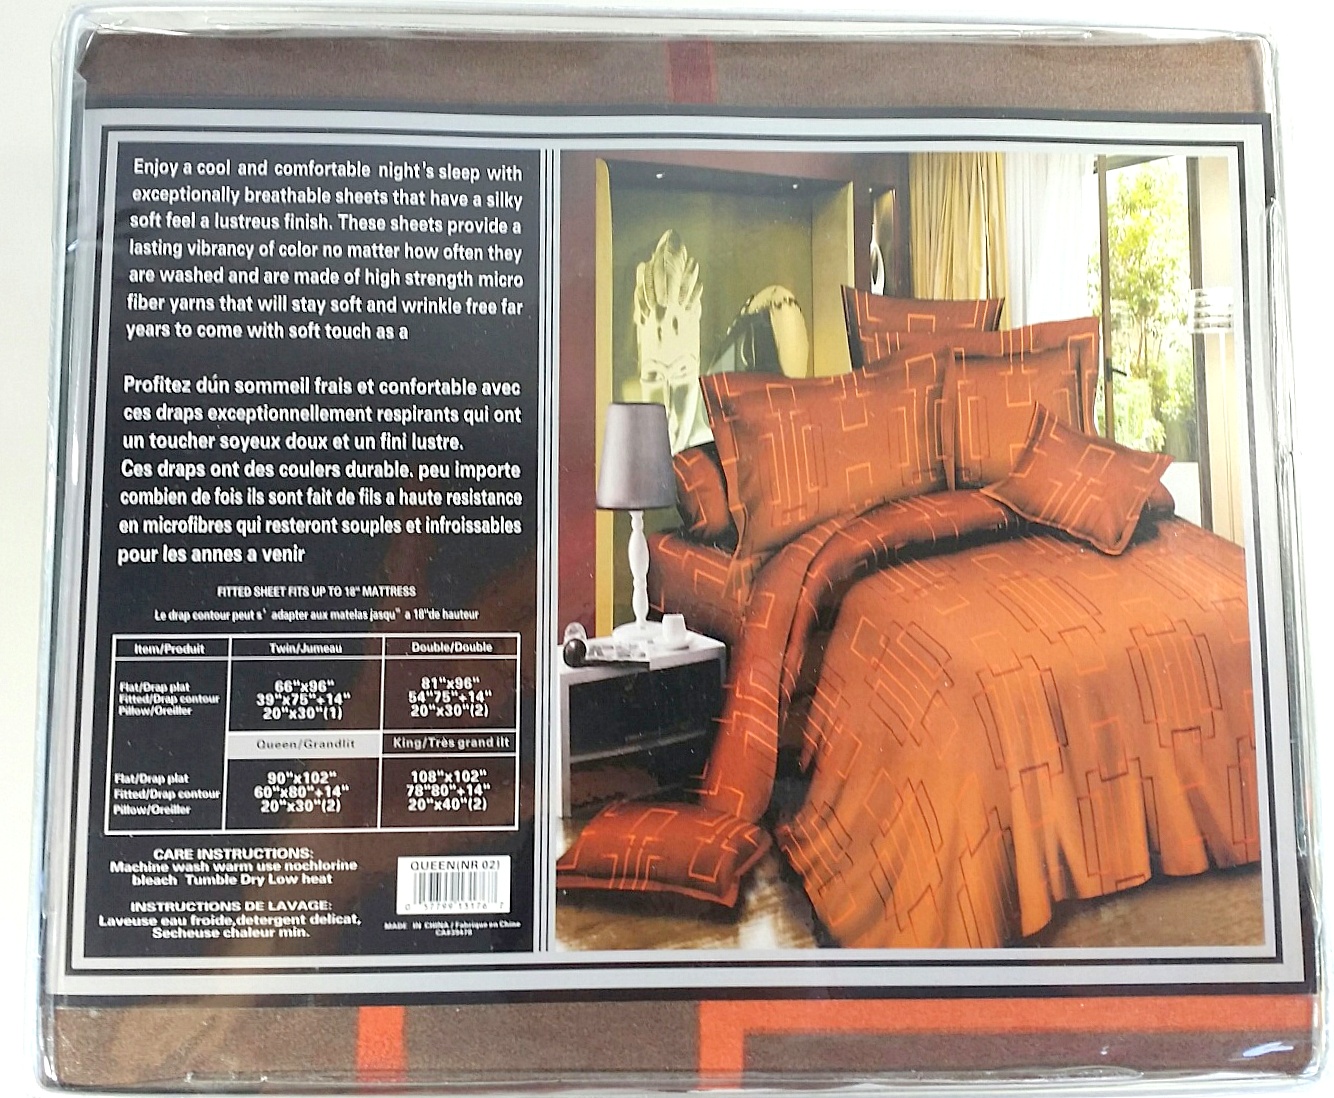 Enjoy a cool and comfortable night's sleep with
exceptionally breathable sheets that have a silky
soft feel a lustreus finish. These sheets provide a
lasting vibrancy of color no matter how often they
are washed and are made of high strength micro
fiber yarns that will stay soft and wrinkle free far
years to come with soft touch as a
Profitez dún sommeil frais et confortable avec
ces draps exceptionnellement respirants qui ont
un toucher soyeux doux et un fini lustre.
Ces draps ont des coulers durable. peu importe
combien de fois ils sont fait de fils a haute resistance
en microfibres qui resteront souples et infroissables
pour les annes a venir
FITTED SHEET FITS UP TO 18" MATTRESS
Le drap contour peut s' adapter aux matelas jasqu" a 18"de hauteur
Item/Produit Twin/Jumeau Double/Double
Flat/Drap plat 66"x96" 81"x96"
Fitted/Drap contour 39"x75"+14" 54"75"+14"
Pillow/Oreiller 20"x30"(1) 20"x30"(2)
Queen/Grandlit King/Très grand ilt
Flat/Drap plat 90"x102" 108"x102"
Fitted/Drap contour 60"x80"+14" 78"80"+14"
Pillow/Oreiller 20"x30"(2) 20"x40"(2)
CARE INSTRUCTIONS:
Machine wash warm use nochlorine
bleach Tumble Dry Low heat
INSTRUCTIONS DE LAVAGE:
Laveuse eau froide,detergent delicat,
Secheuse chaleur min.
QUEEN(NR 02)
MADE IN CHINA / Fabrique en Chine